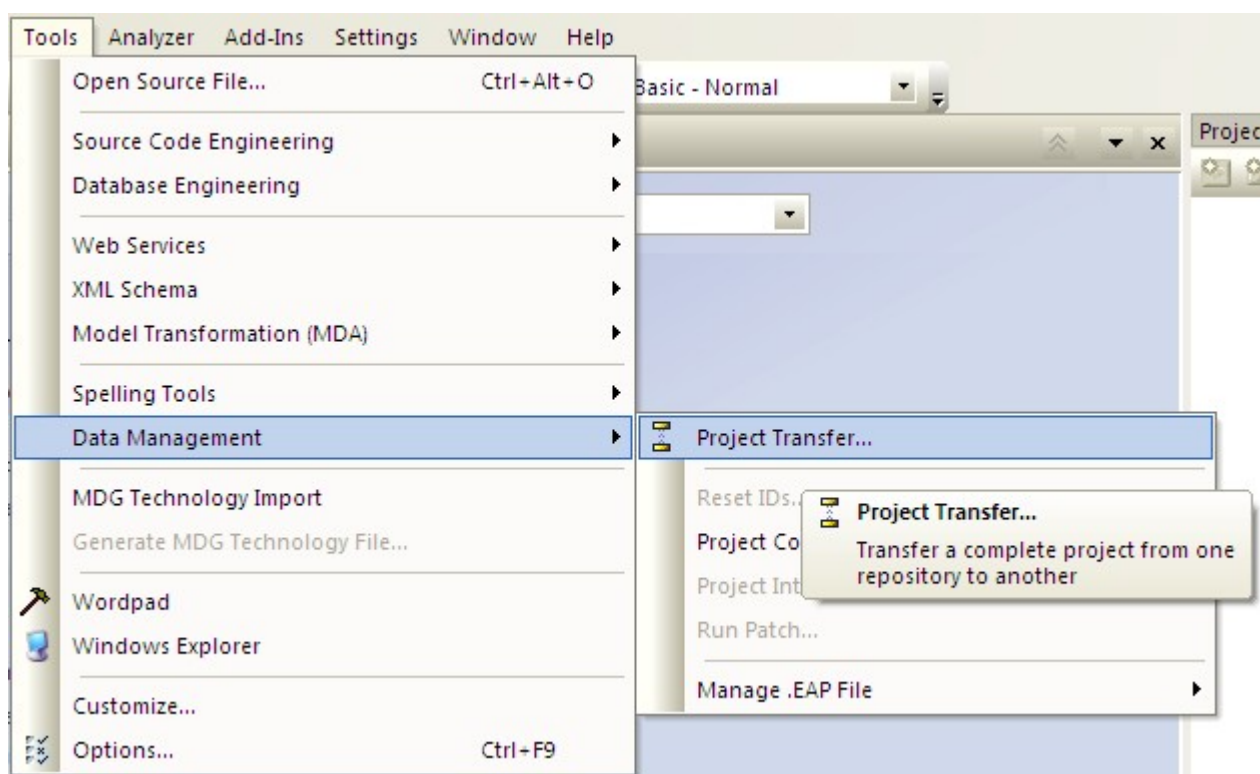 Tools Analyzer Add-Ins Settings Window Help
Open Source File... Ctrl+Alt+O
Basic - Normal
Source Code Engineering
Database Engineering
Web Services
XML Schema
Model Transformation (MDA)
Spelling Tools
Data Management
MDG Technology Import
Generate MDG Technology File...
Wordpad
Windows Explorer
Customize...
Options... Ctrl+F9
Project Transfer...
Reset IDs..
Project Co
Project Int
Run Patch...
Manage .EAP File
Project Transfer...
Transfer a complete project from one
repository to another
Projec